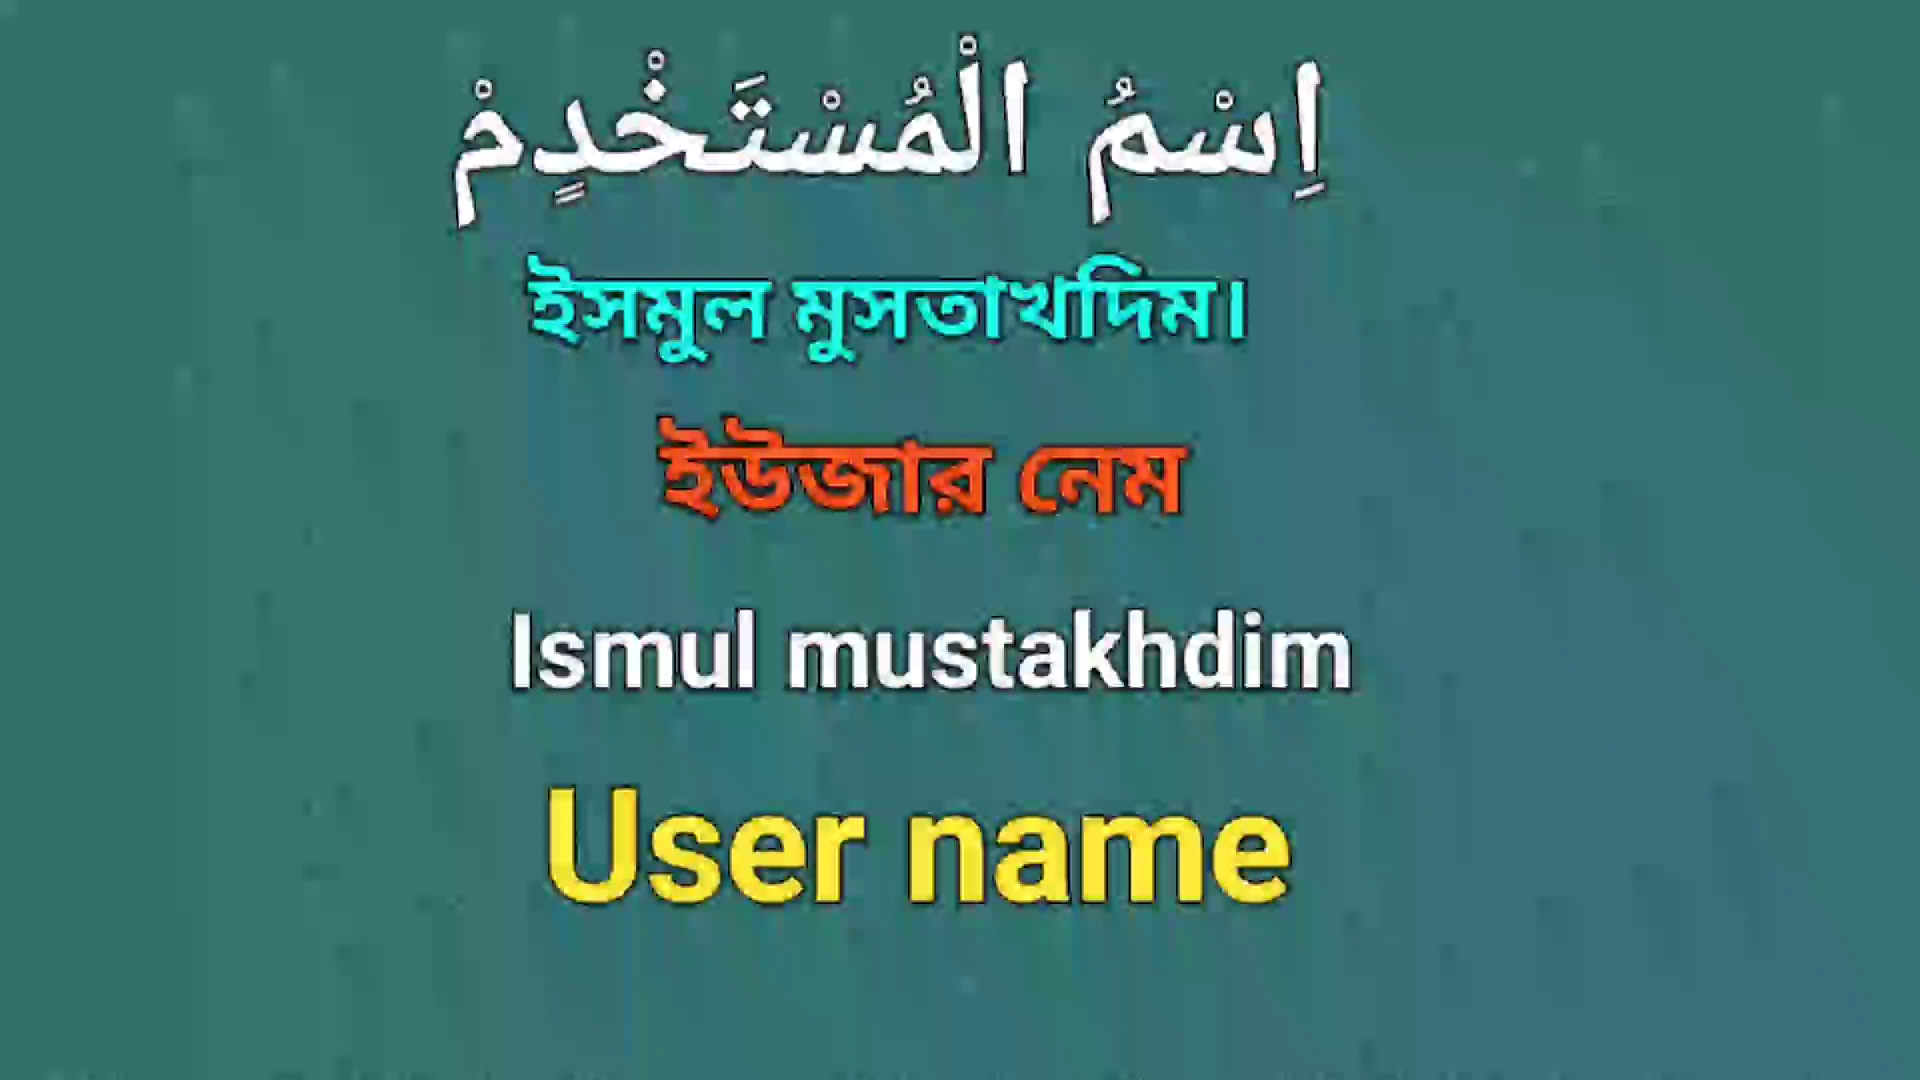 اِسْمُ الْمُسْتَخْدٍمْ
ইসমুল মুসতাখদিম।
ইউজার নেম
Ismul mustakhdim
User name